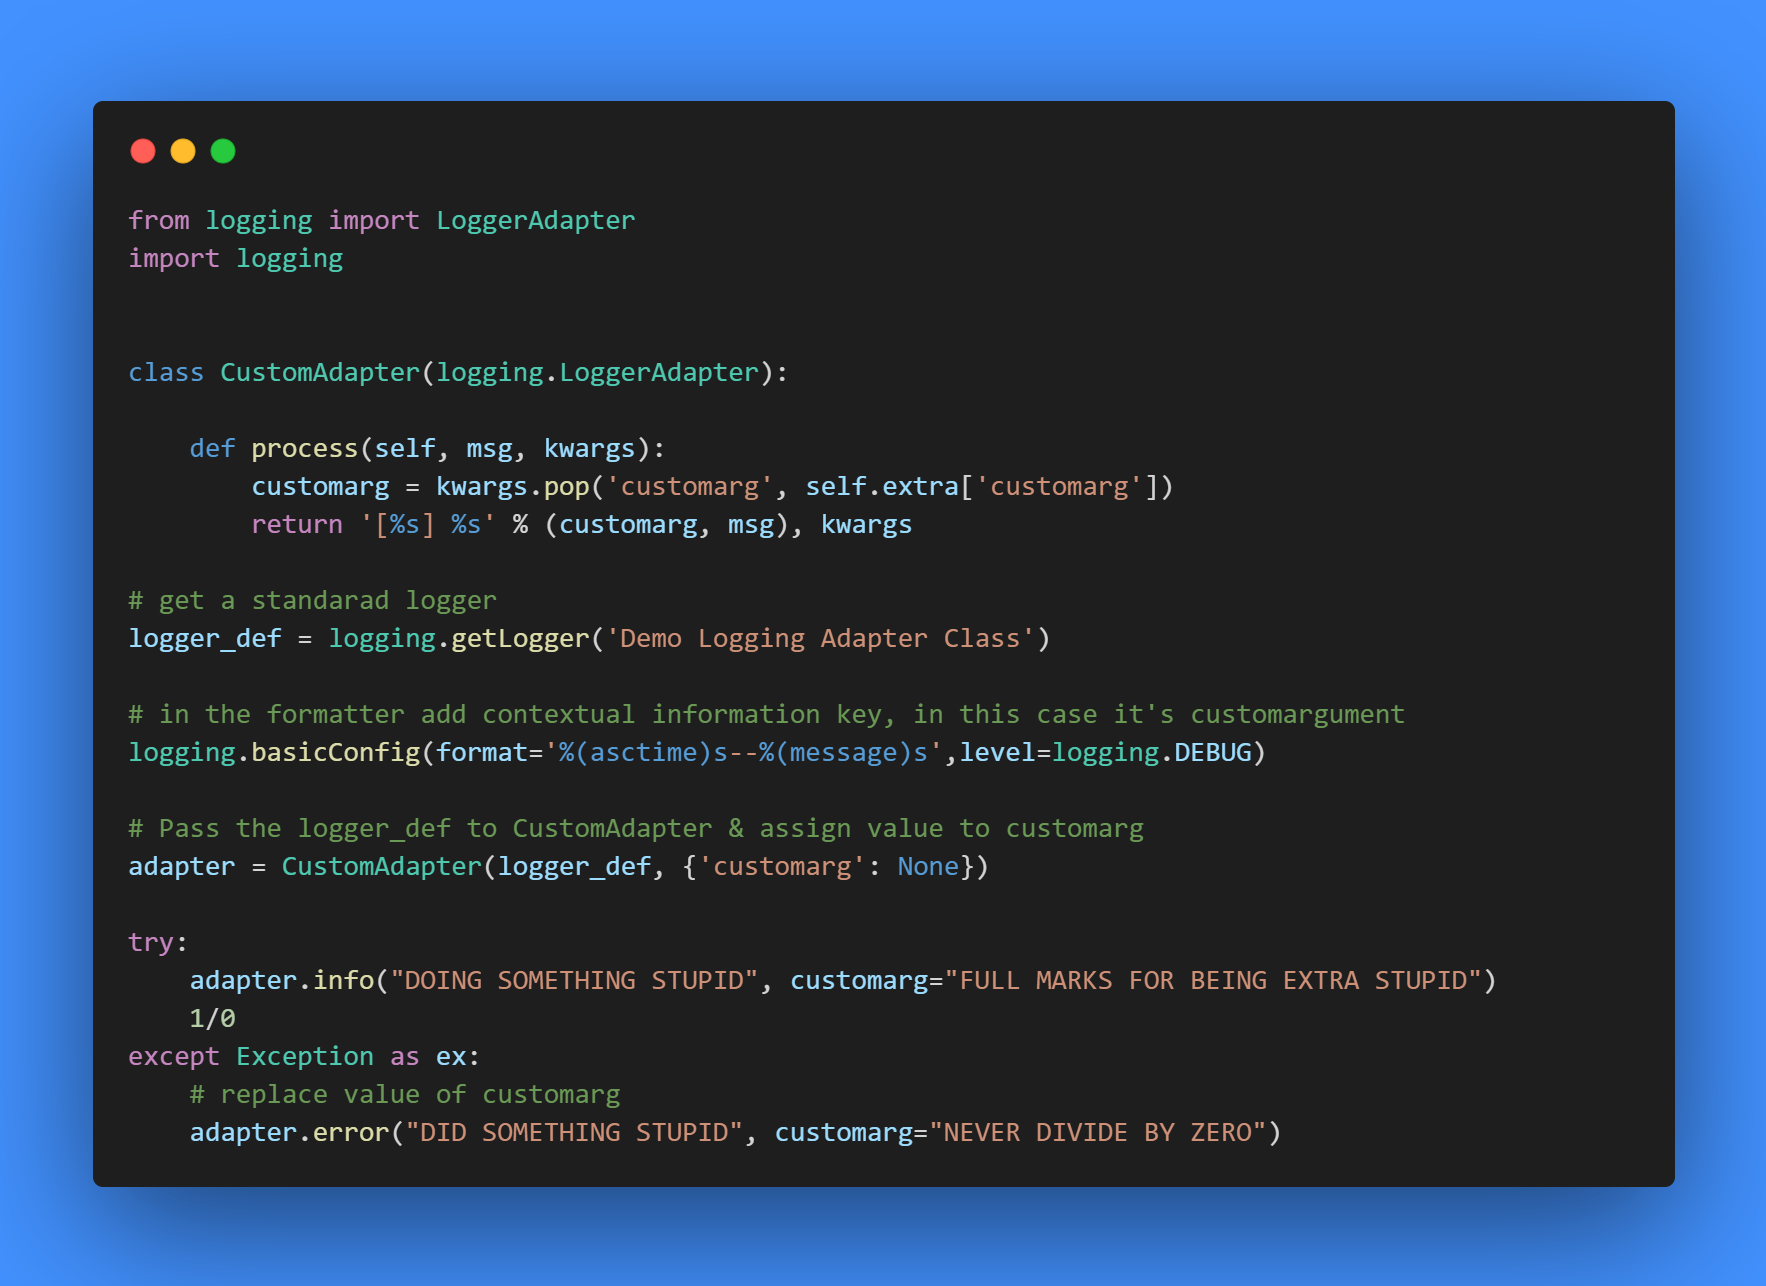 from logging import LoggerAdapter
import logging
class CustomAdapter(logging.LoggerAdapter):
    def process(self, msg, kwargs):
        customarg = kwargs.pop('customarg', self.extra['customarg'])
        return '[%s] %s' % (customarg, msg), kwargs
# get a standarad logger
logger_def = logging.getLogger('Demo Logging Adapter Class')
# in the formatter add contextual information key, in this case it's customargument
logging.basicConfig(format='%(asctime)s--%(message)s',level=logging.DEBUG)
# Pass the logger_def to CustomAdapter & assign value to customarg
adapter = CustomAdapter(logger_def, {'customarg': None})
try:
    adapter.info("DOING SOMETHING STUPID", customarg="FULL MARKS FOR BEING EXTRA STUPID")
    1/0
except Exception as ex:
    # replace value of customarg
    adapter.error("DID SOMETHING STUPID", customarg="NEVER DIVIDE BY ZERO")